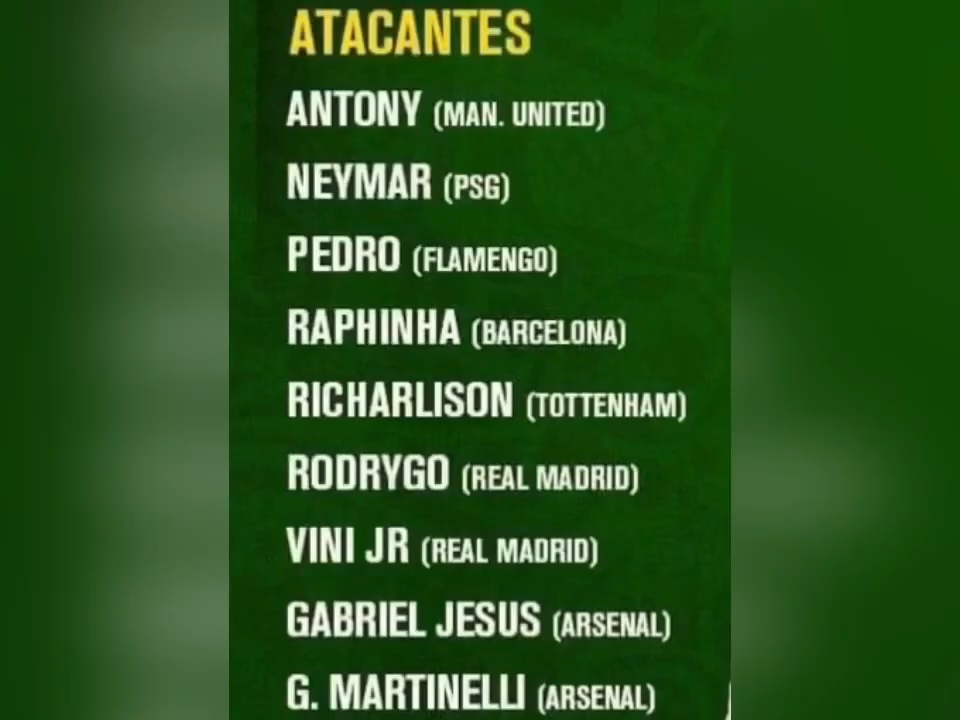 ATACANTES
ANTONY (MAN. UNITED)
NEYMAR (PSG)
PEDRO (FLAMENGO)
RAPHINHA (BARCELONA)
RICHARLISON (TOTTENHAM)
RODRYGO (REAL MADRID)
VINI JR (REAL MADRID)
GABRIEL JESUS (ARSENAL)
G. MARTINELLI (ARSENAL)